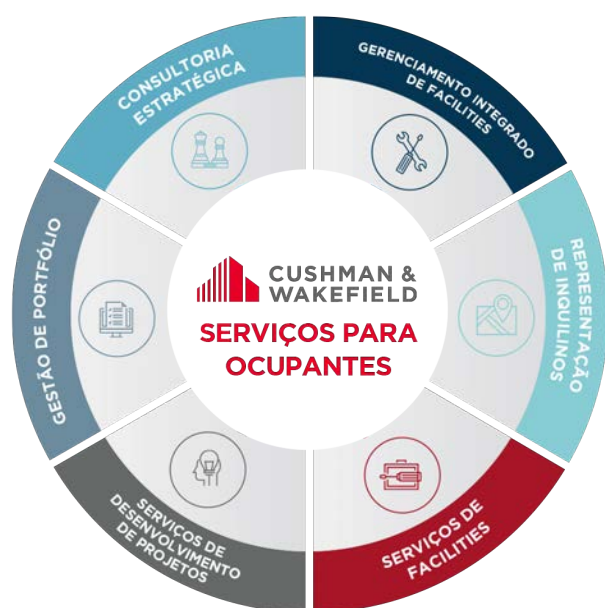 CONSULTORIA
ESTRATÉGICA
GERENCIAMENTO INTEGRADO
DE FACILITIES
REPRESENTAÇÃO
DE INQUILINOS
SERVIÇOS DE
FACILITIES
SERVIÇOS DE
DESENVOLVIMENTO
DE PROJETOS
GESTÃO DE PORTFÓLIO
CUSHMAN &
WAKEFIELD
SERVIÇOS PARA
OCUPANTES